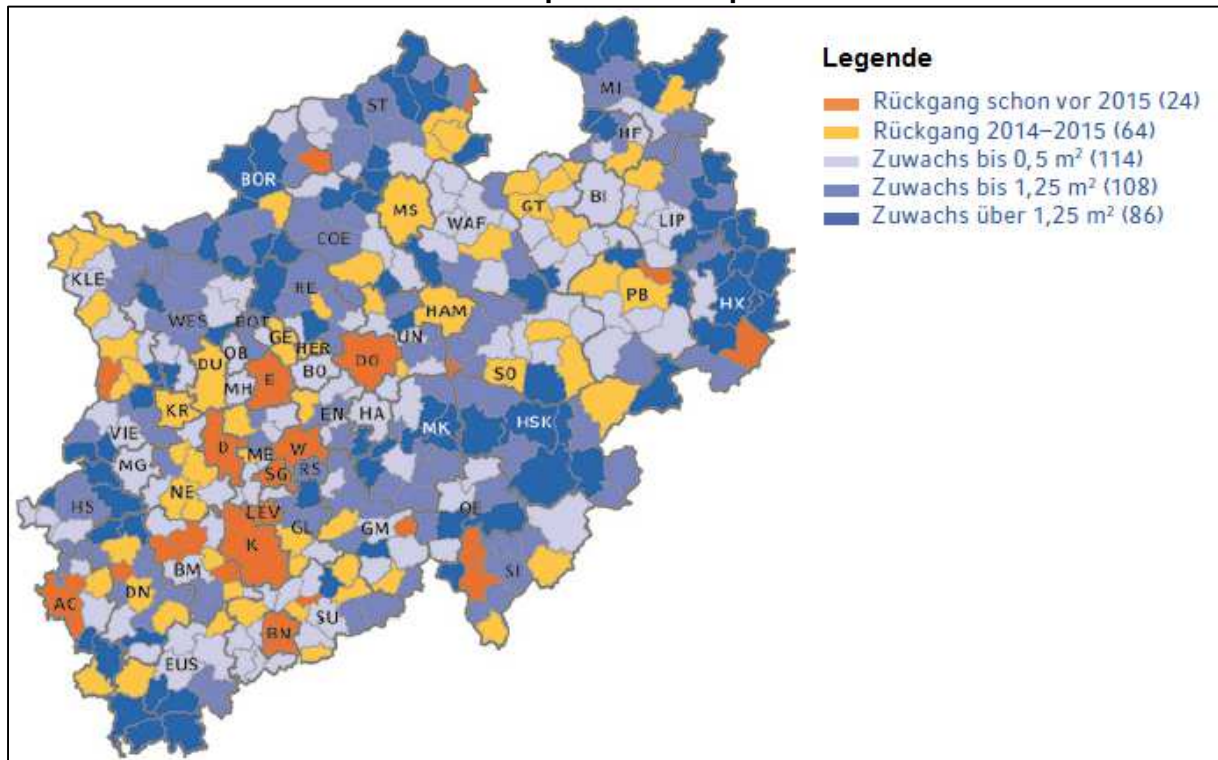 Legende
Rückgang schon vor 2015 (24)
Rückgang 2014–2015 (64)
Zuwachs bis 0,5 m² (114)
Zuwachs bis 1,25 m² (108)
Zuwachs über 1,25 m² (86)
MI
ST
HF
BOR
MS
BI
GT
WAF
LIP
COE
KLE
RE
PB
HX
HAM
WES
BOT
GE
UN
HER
OB
DU
BO
DO
E
MH
SO
KR
EN
HA
MK
HSK
VIE
D
ME
W
MG
SG
RS
NE
HS
OE
LEV
GL
GM
K
BM
SI
DN
AC
SU
BN
EUS